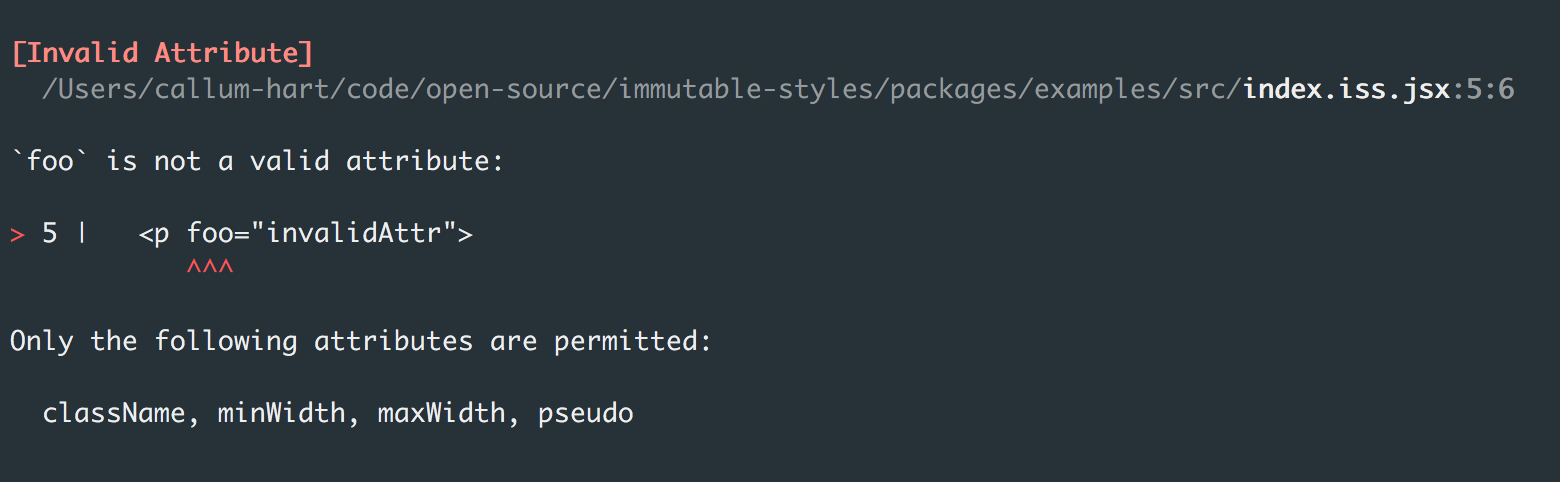 [Invalid Attribute]
/Users/callum-hart/code/open-source/immutable-styles/packages/examples/src/index.iss.jsx:5:6
`foo` is not a valid attribute:
> 5 |   <p foo="invalidAttr">
^^^
Only the following attributes are permitted:
className, minWidth, maxWidth, pseudo